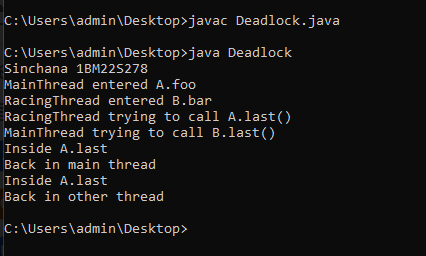 C:\Users\admin\Desktop>javac Deadlock.java
C:\Users\admin\Desktop>java Deadlock
Sinchana 1BM22S278
MainThread entered A.foo
RacingThread entered B.bar
RacingThread trying to call A.last()
MainThread trying to call B.last()
Inside A.last
Back in main thread
Inside A.last
Back in other thread
C:\Users\admin\Desktop>